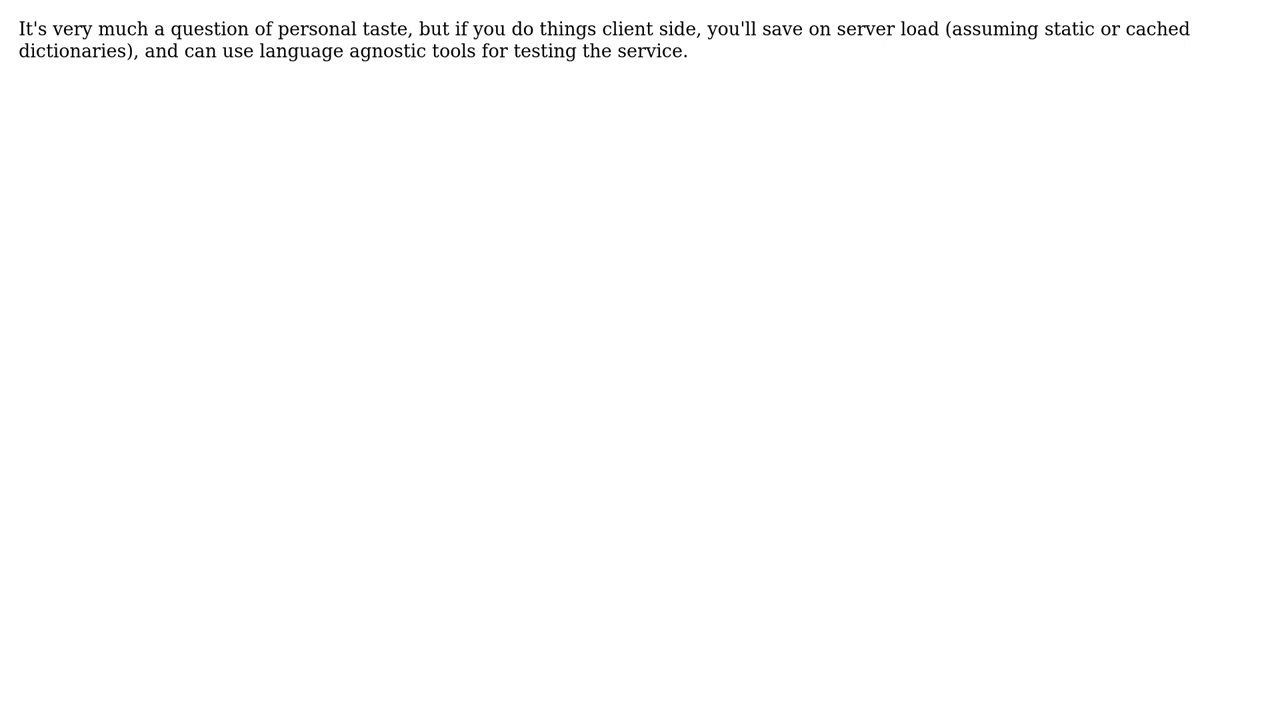 It's very much a question of personal taste, but if you do things client side, you'll save on server load (assuming static or cached
dictionaries), and can use language agnostic tools for testing the service.